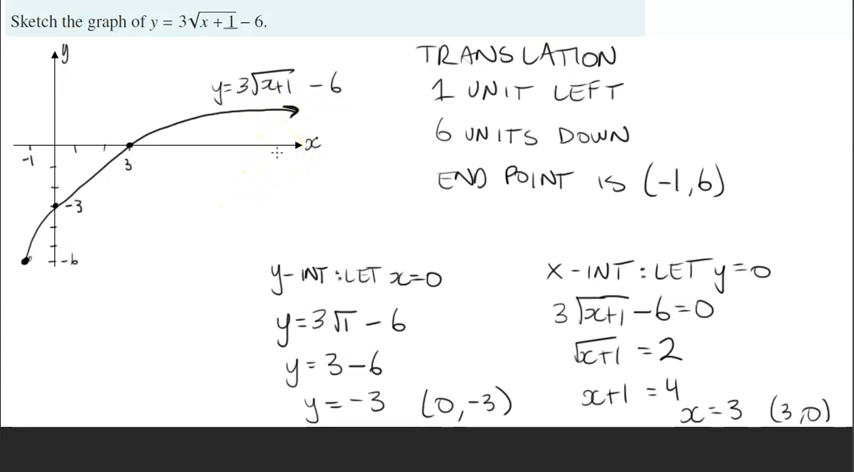 Sketch the graph of y = 3√x + 1 – 6.
y
y=3√x+1 – 6
x
-1
3
-3
-6
TRANSLATION
1 UNIT LEFT
6 UNITS DOWN
END POINT IS (-1,6)
y-INT: LET x=0
y=3√1 – 6
y=3–6
y=-3 (0,-3)
X-INT: LET y=0
3√x+1 –6=0
√x+1 =2
x+1 =4
x=3 (3,0)